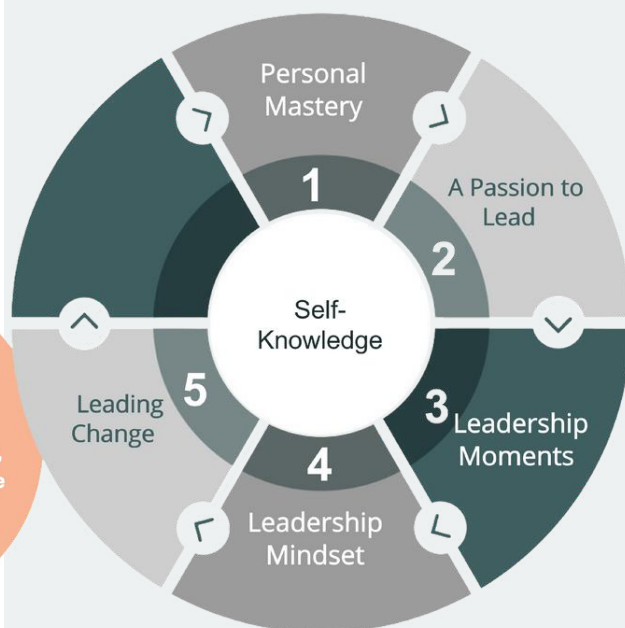 Personal
Mastery
1
A Passion to
Lead
2
Self-
Knowledge
3
Leadership
Moments
4
Leadership
Mindset
5
Leading
Change